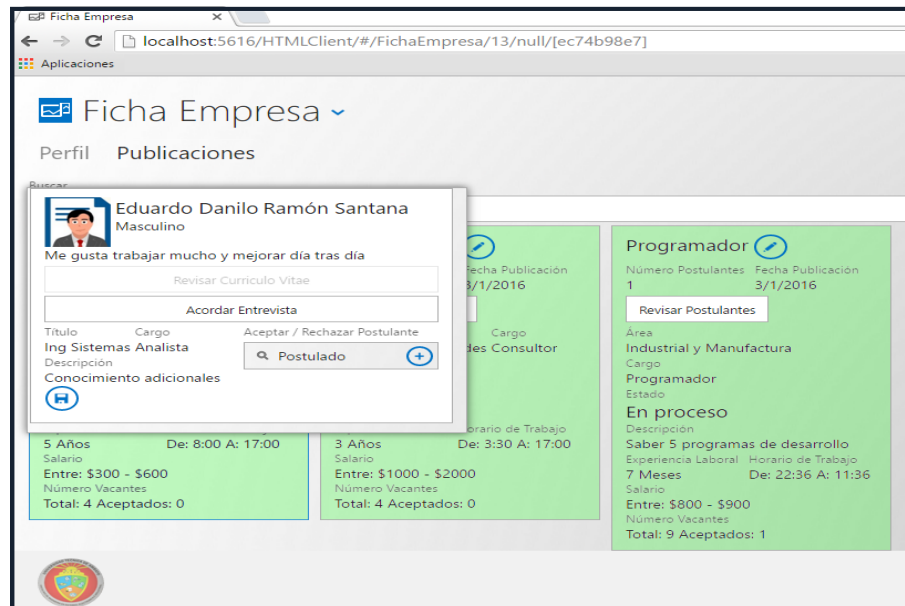 Ficha Empresa
localhost:5616/HTMLClient/#/FichaEmpresa/13/null/[ec74b98e7]
Aplicaciones
Ficha Empresa
Perfil Publicaciones
Buscar
Eduardo Danilo Ramón Santana
Masculino
Me gusta trabajar mucho y mejorar día tras día
Revisar Curriculo Vitae
Acordar Entrevista
Título Cargo Aceptar / Rechazar Postulante
Ing Sistemas Analista
Postulado
Descripción
Conocimiento adicionales
5 Años De: 8:00 A: 17:00
Salario
Entre: $300 - $600
Número Vacantes
Total: 4 Aceptados: 0
Fecha Publicación
3/1/2016
Cargo
des Consultor
Horario de Trabajo
3 Años De: 3:30 A: 17:00
Salario
Entre: $1000 - $2000
Número Vacantes
Total: 4 Aceptados: 0
Programador
Número Postulantes Fecha Publicación
1 3/1/2016
Revisar Postulantes
Área
Industrial y Manufactura
Cargo
Programador
Estado
En proceso
Descripción
Saber 5 programas de desarrollo
Experiencia Laboral Horario de Trabajo
7 Meses De: 22:36 A: 11:36
Salario
Entre: $800 - $900
Número Vacantes
Total: 9 Aceptados: 1